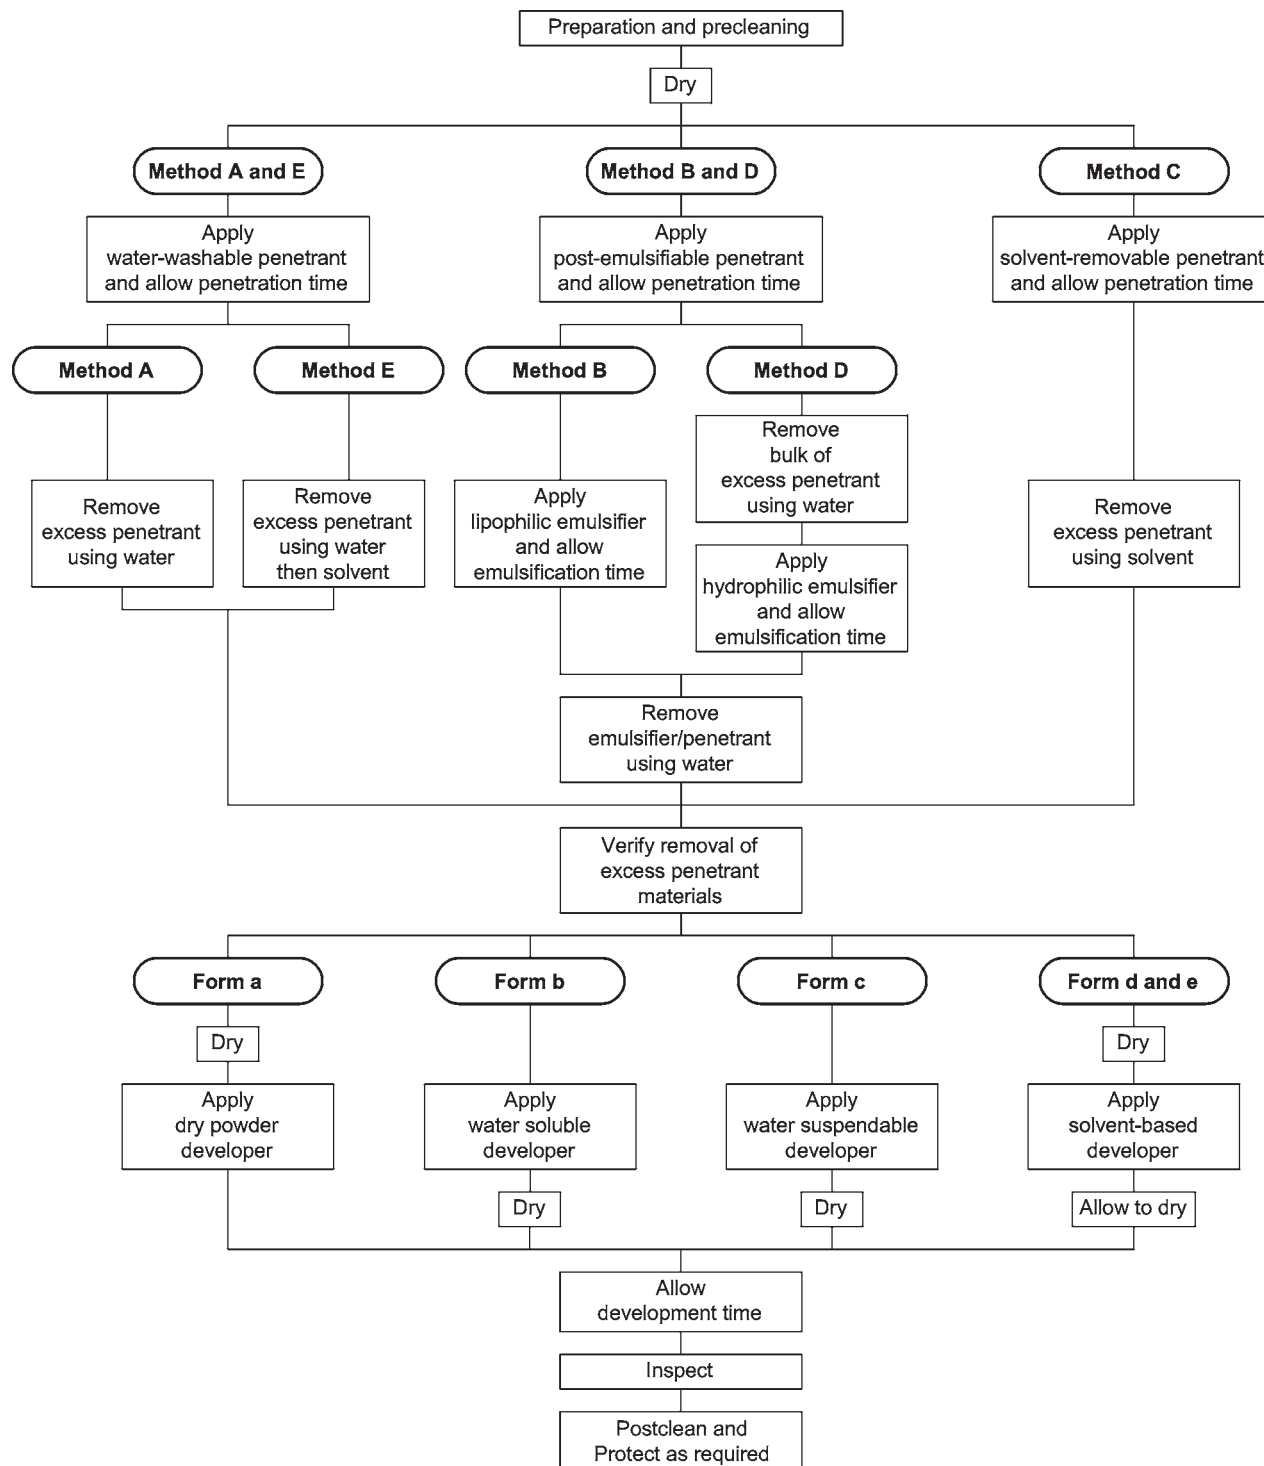 Preparation and precleaning
Dry
Method A and E
Method B and D
Method C
Apply
water-washable penetrant
and allow penetration time
Apply
post-emulsifiable penetrant
and allow penetration time
Apply
solvent-removable penetrant
and allow penetration time
Method A
Method E
Method B
Method D
Remove
bulk of
excess penetrant
using water
Remove
excess penetrant
using water
Remove
excess penetrant
using water
then solvent
Apply
lipophilic emulsifier
and allow
emulsification time
Remove
excess penetrant
using solvent
Apply
hydrophilic emulsifier
and allow
emulsification time
Remove
emulsifier/penetrant
using water
Verify removal of
excess penetrant
materials
Form a
Form b
Form c
Form d and e
Dry
Dry
Apply
dry powder
developer
Apply
water soluble
developer
Apply
water suspendable
developer
Apply
solvent-based
developer
Dry
Dry
Allow to dry
Allow
development time
Inspect
Postclean and
Protect as required